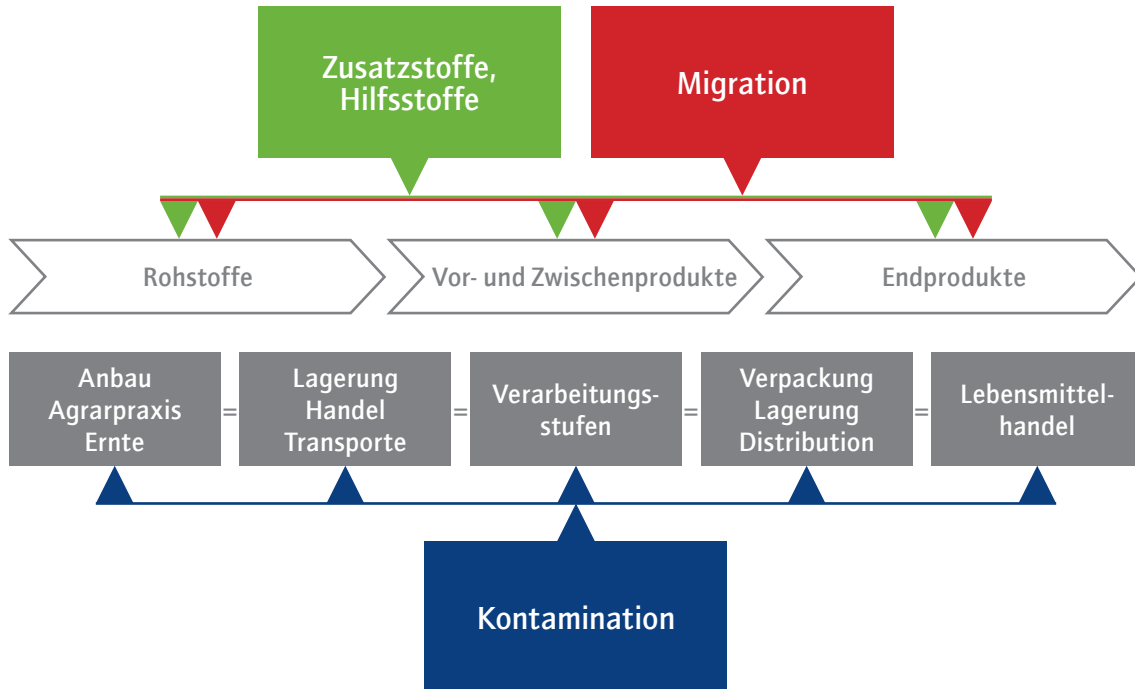 Zusatzstoffe,
Hilfsstoffe
Migration
Rohstoffe
Vor- und Zwischenprodukte
Endprodukte
Anbau
Agrarpraxis
Ernte
=
Lagerung
Handel
Transporte
=
Verarbeitungs-
stufen
=
Verpackung
Lagerung
Distribution
=
Lebensmittel-
handel
Kontamination